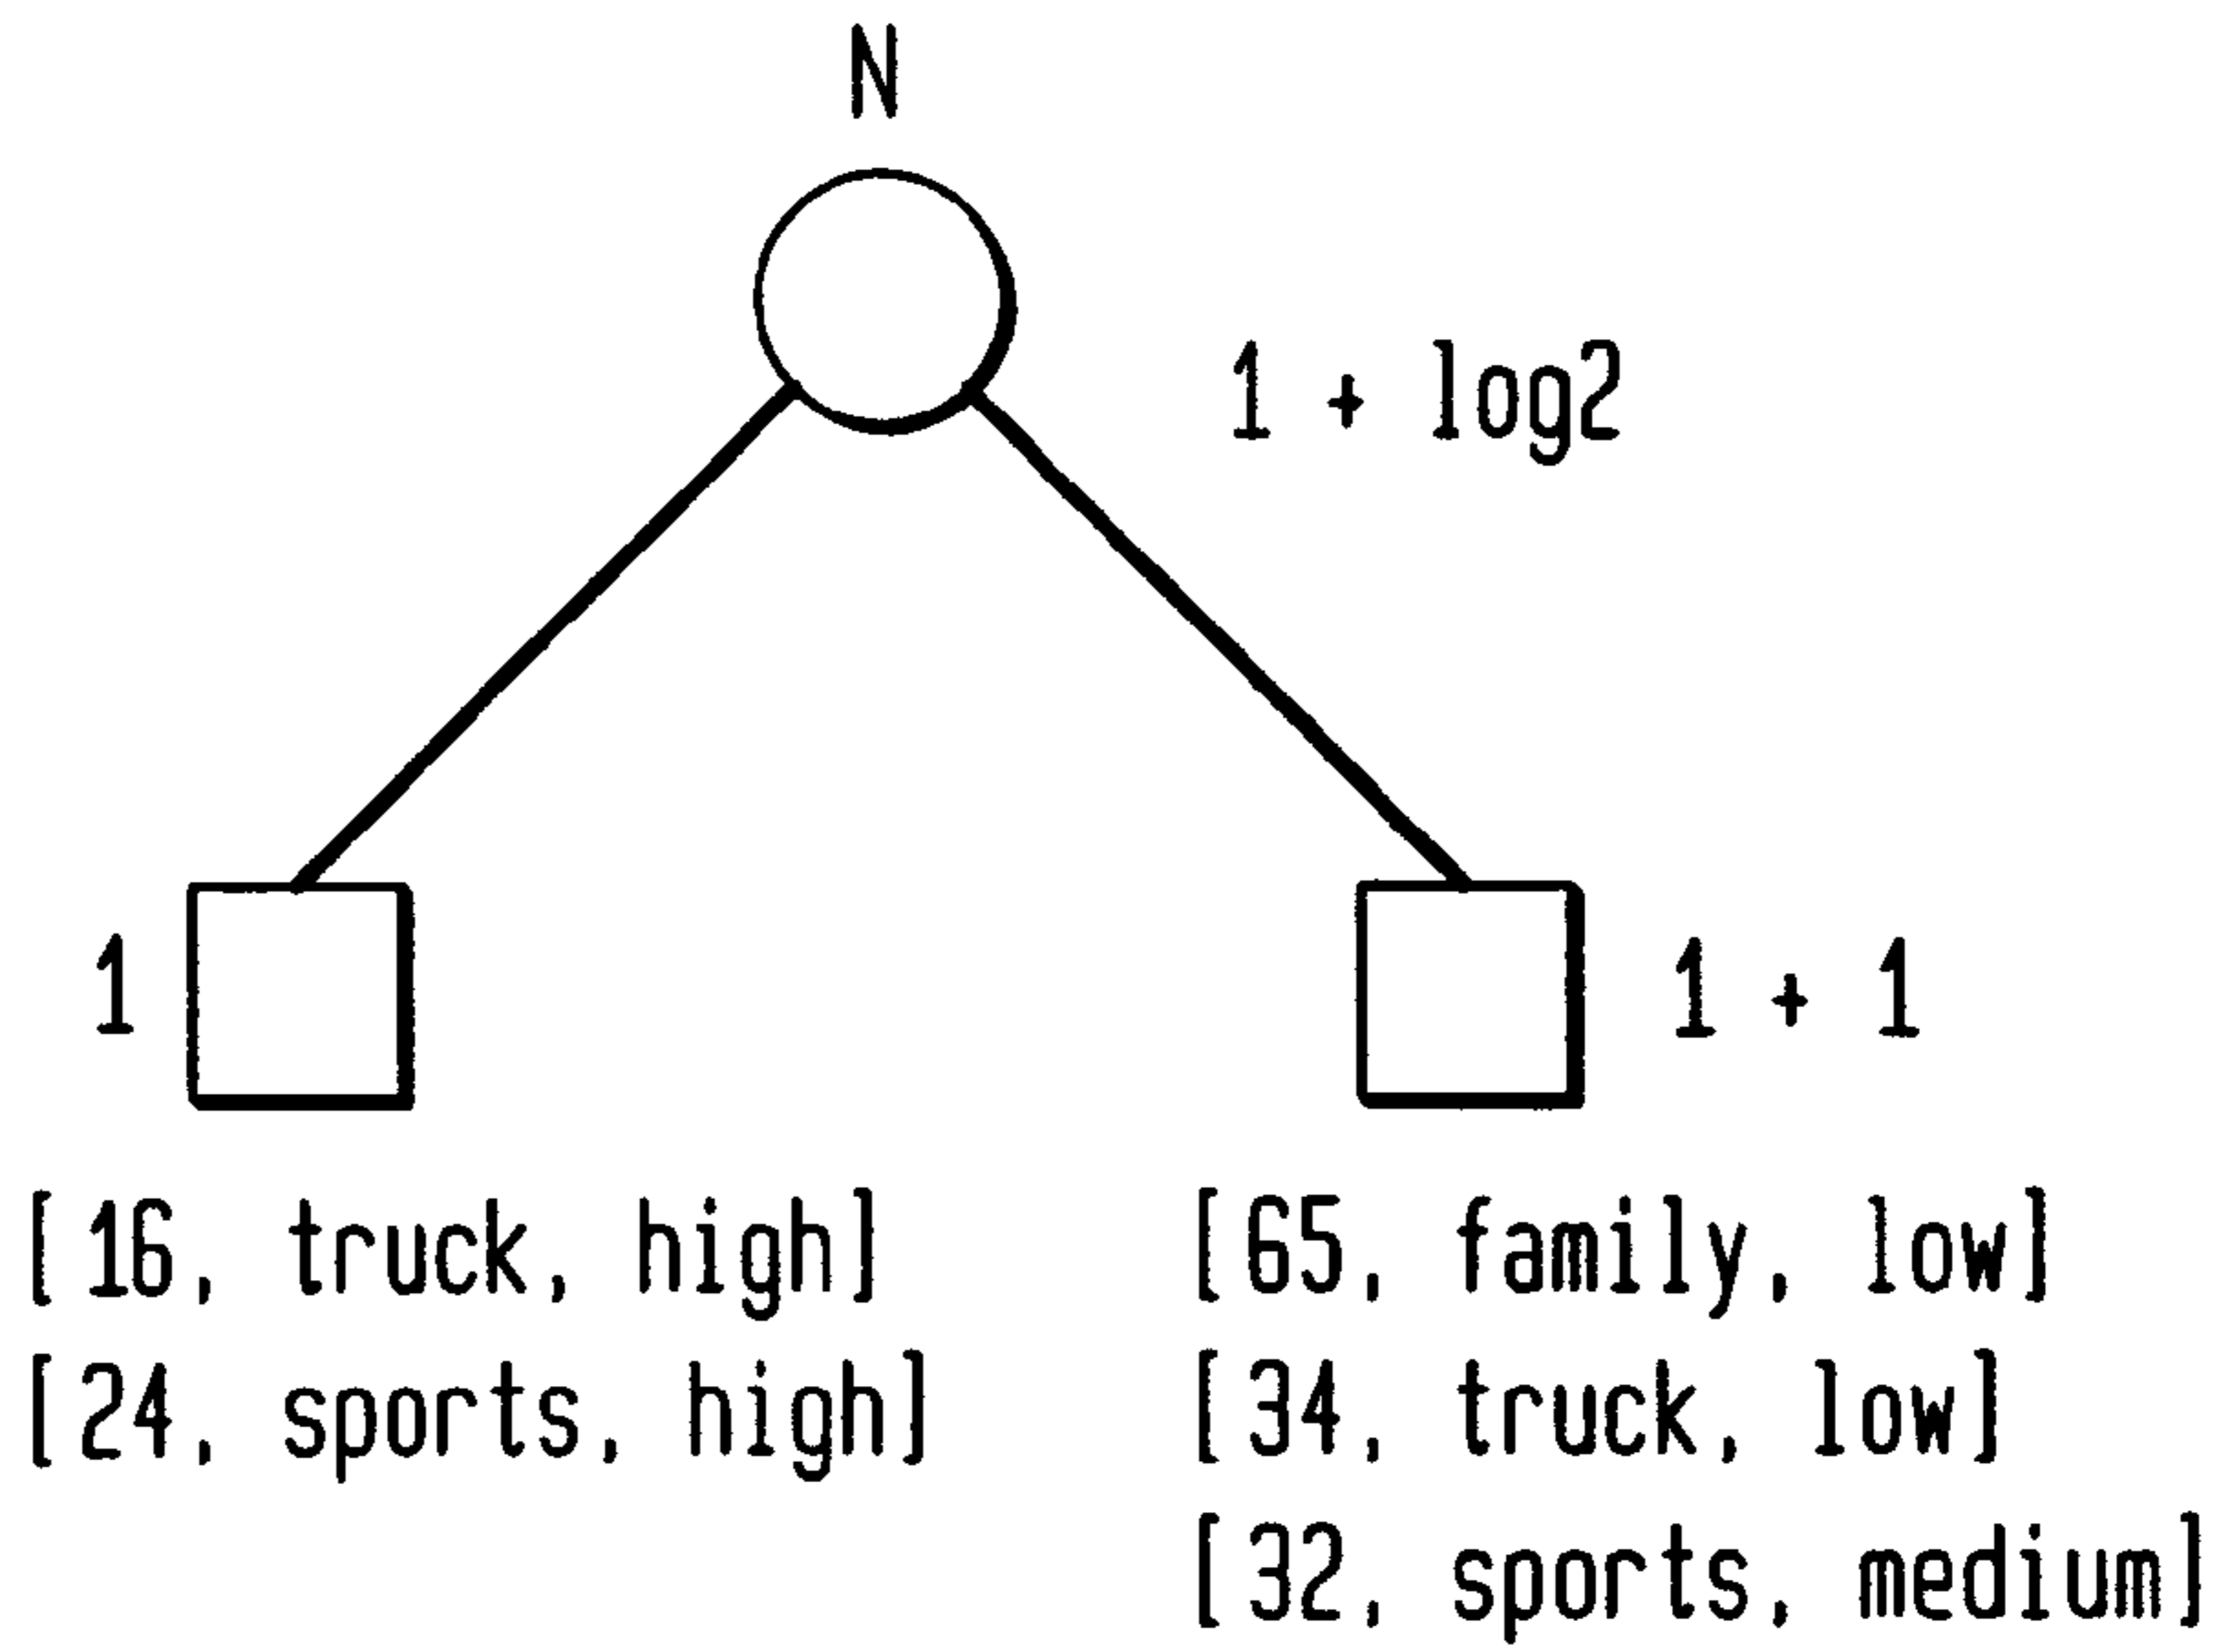 N
1 + log2
1
1 + 1
[16, truck, high]
[24, sports, high]
[65, family, low]
[34, truck, low]
[32, sports, medium]